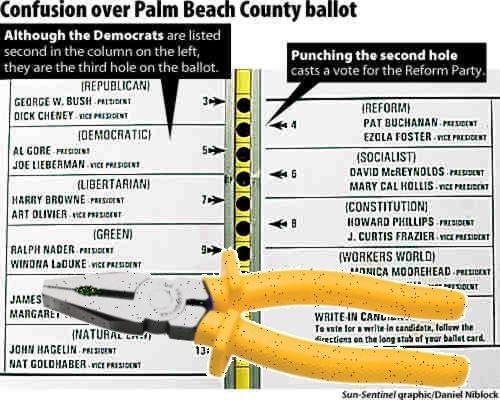 Confusion over Palm Beach County ballot
Although the Democrats are listed
second in the column on the left,
they are the third hole on the ballot.
Punching the second hole
casts a vote for the Reform Party.
(REPUBLICAN)
GEORGE W. BUSH - PRESIDENT
DICK CHENEY - VICE PRESIDENT
3
(DEMOCRATIC)
AL GORE - PRESIDENT
JOE LIEBERMAN - VICE PRESIDENT
5
(LIBERTARIAN)
HARRY BROWNE - PRESIDENT
ART OLIVIER - VICE PRESIDENT
7
(GREEN)
RALPH NADER - PRESIDENT
WINONA LaDUKE - VICE PRESIDENT
9
JAMES
MARGARET
(NATURAL LAW)
JOHN HAGELIN - PRESIDENT
NAT GOLDHABER - VICE PRESIDENT
13
(REFORM)
4
PAT BUCHANAN - PRESIDENT
EZOLA FOSTER - VICE PRESIDENT
(SOCIALIST)
6
DAVID McREYNOLDS - PRESIDENT
MARY CAL HOLLIS - VICE PRESIDENT
(CONSTITUTION)
8
HOWARD PHILLIPS - PRESIDENT
J. CURTIS FRAZIER - VICE PRESIDENT
(WORKERS WORLD)
MONICA MOOREHEAD - PRESIDENT
PRESIDENT
WRITE-IN CANDIDATE
To vote for a write-in candidate, follow the
directions on the long stub of your ballot card.
Sun-Sentinel graphic/Daniel Niblock